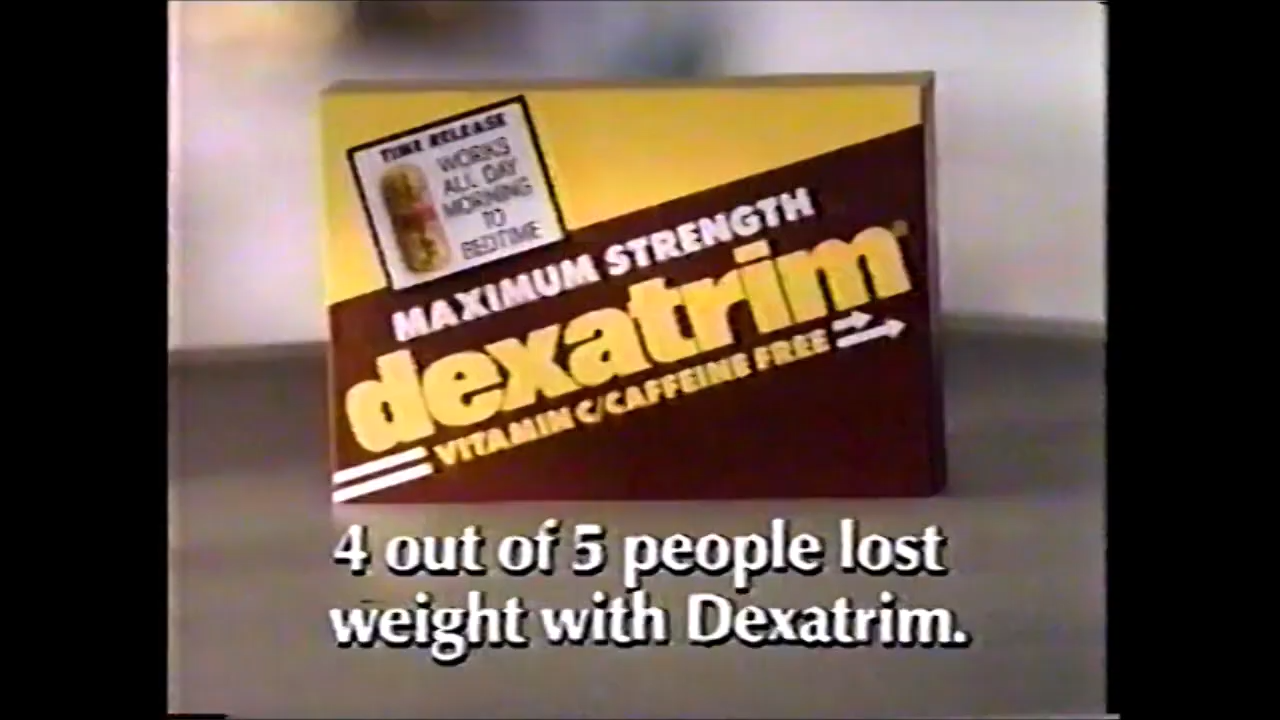 TIME RELEASE
WORKS
ALL DAY
MORNING
TO
BEDTIME
MAXIMUM STRENGTH
dexatrim®
VITAMIN C/CAFFEINE FREE
4 out of 5 people lost
weight with Dexatrim.